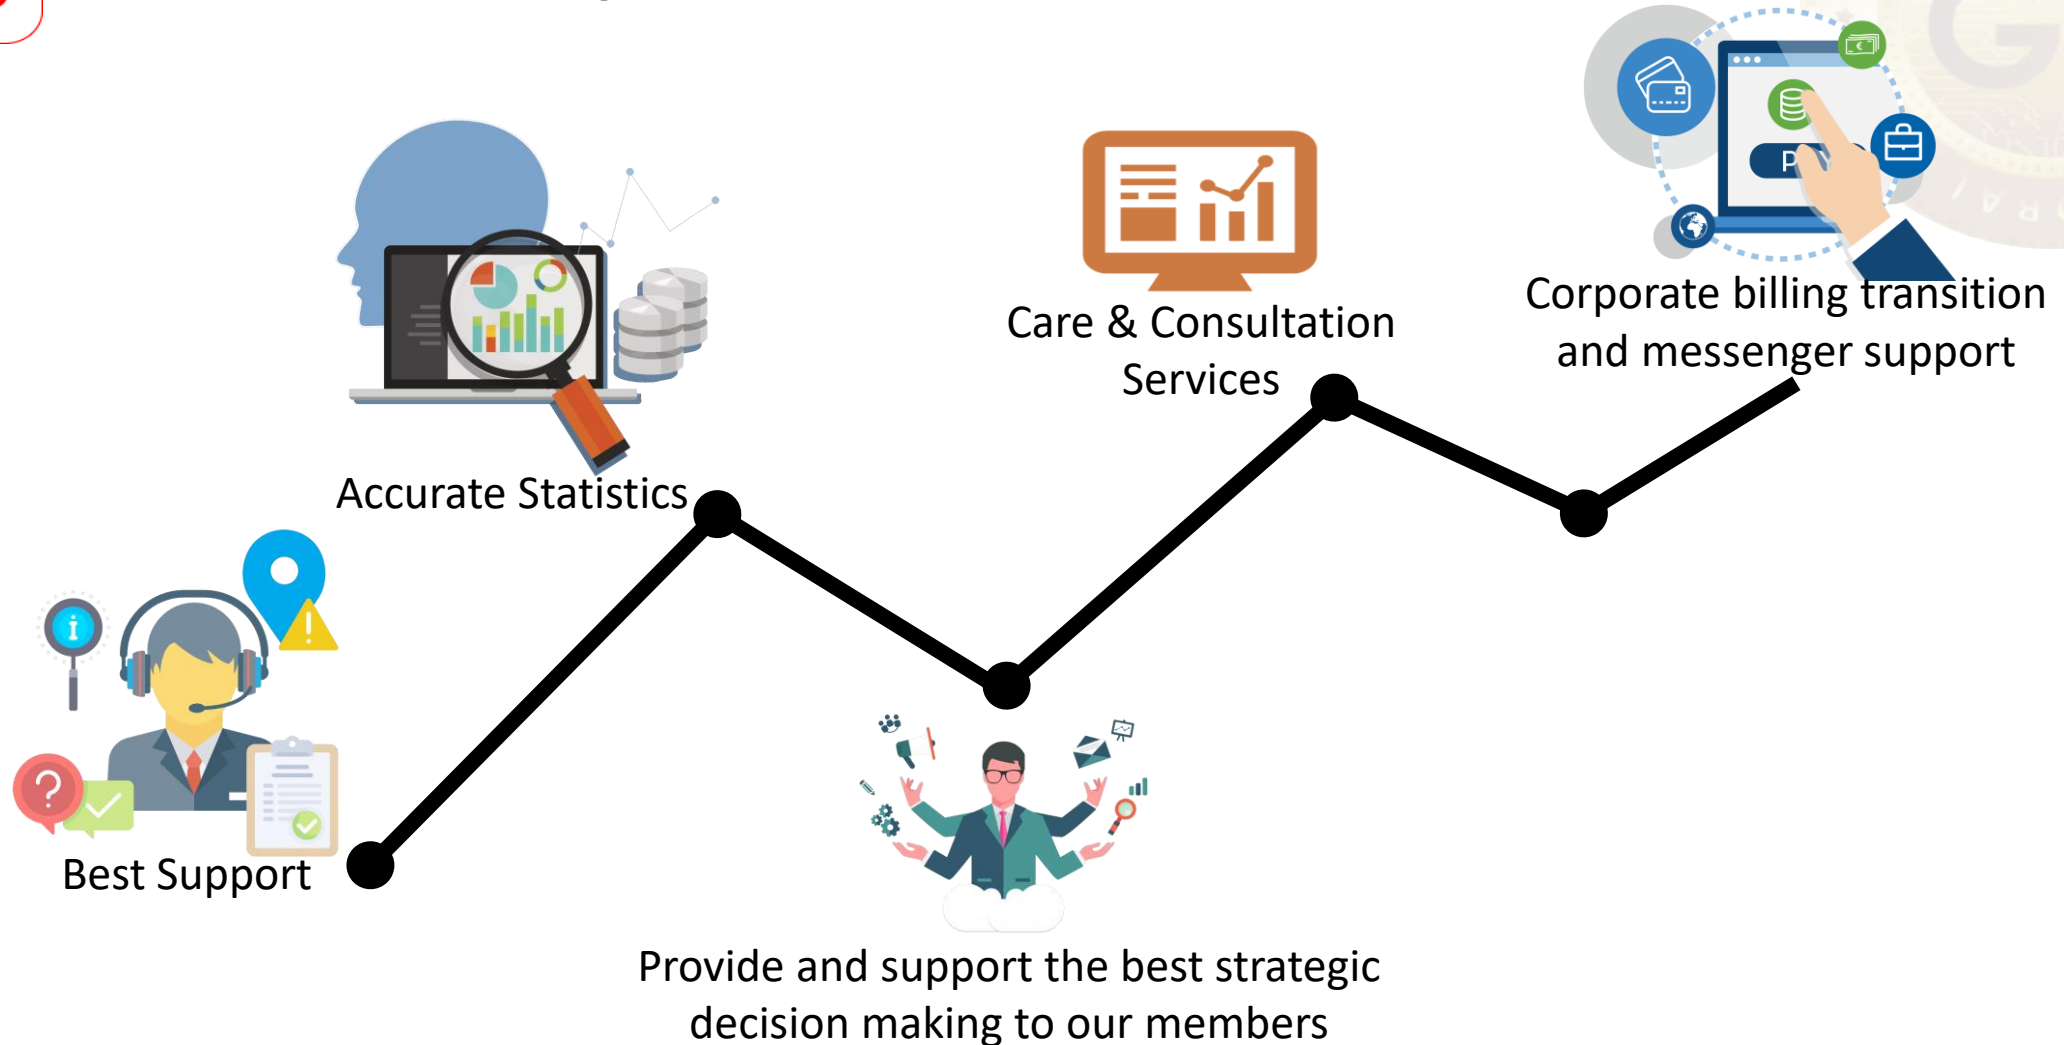 Corporate billing transition
and messenger support
Care & Consultation
Services
Accurate Statistics
Best Support
Provide and support the best strategic
decision making to our members